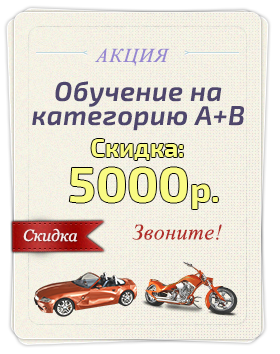 АКЦИЯ
Обучение на
категорию А+В
Скидка:
5000р.
Скидка
Звоните!